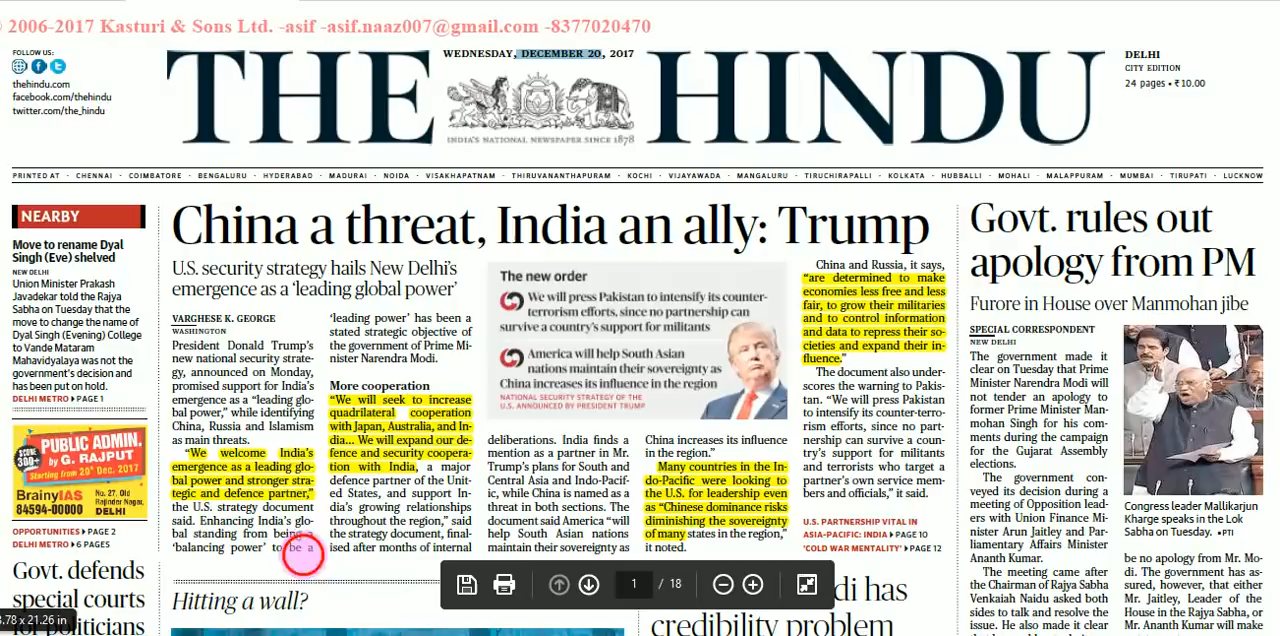 2006-2017 Kasturi & Sons Ltd. -asif -asif.naaz007@gmail.com -8377020470
FOLLOW US:
thehindu.com
facebook.com/thehindu
twitter.com/the_hindu
THE HINDU
WEDNESDAY, DECEMBER 20, 2017
INDIA'S NATIONAL NEWSPAPER SINCE 1878
DELHI
CITY EDITION
24 pages • ₹10.00
PRINTED AT · CHENNAI · COIMBATORE · BENGALURU · HYDERABAD · MADURAI · NOIDA · VISAKHAPATNAM · THIRUVANANTHAPURAM · KOCHI · VIJAYAWADA · MANGALURU · TIRUCHIRAPALLI · KOLKATA · HUBBALLI · MOHALI · MALAPPURAM · MUMBAI · TIRUPATI · LUCKNOW
NEARBY
Move to rename Dyal
Singh (Eve) shelved
NEW DELHI
Union Minister Prakash
Javadekar told the Rajya
Sabha on Tuesday that the
move to change the name of
Dyal Singh (Evening) College
to Vande Mataram
Mahavidyalaya was not the
government's decision and
has been put on hold.
DELHI METRO ▸ PAGE 1
SCORE 300+
PUBLIC ADMN.
by G. RAJPUT
Starting from 20th Dec. 2017
BrainyIAS
84594-00000
No. 27, Old
Rajinder Nagar,
DELHI
OPPORTUNITIES ▸ PAGE 2
DELHI METRO ▸ 6 PAGES
Govt. defends
special courts
for politicians
China a threat, India an ally: Trump
U.S. security strategy hails New Delhi's
emergence as a 'leading global power'
VARGHESE K. GEORGE
WASHINGTON
President Donald Trump's
new national security strate-
gy, announced on Monday,
promised support for India's
emergence as a "leading glo-
bal power," while identifying
China, Russia and Islamism
as main threats.
"We welcome India's
emergence as a leading glo-
bal power and stronger stra-
tegic and defence partner,"
the U.S. strategy document
said. Enhancing India's glo-
bal standing from being a
'balancing power' to be a
'leading power' has been a
stated strategic objective of
the government of Prime Mi-
nister Narendra Modi.
More cooperation
"We will seek to increase
quadrilateral cooperation
with Japan, Australia, and In-
dia... We will expand our de-
fence and security coopera-
tion with India, a major
defence partner of the Unit-
ed States, and support In-
dia's growing relationships
throughout the region," said
the strategy document, final-
ised after months of internal
The new order
We will press Pakistan to intensify its counter-
terrorism efforts, since no partnership can
survive a country's support for militants
America will help South Asian
nations maintain their sovereignty as
China increases its influence in the region
NATIONAL SECURITY STRATEGY OF THE
U.S. ANNOUNCED BY PRESIDENT TRUMP
deliberations. India finds a
mention as a partner in Mr.
Trump's plans for South and
Central Asia and Indo-Pacif-
ic, while China is named as a
threat in both sections. The
document said America "will
help South Asian nations
maintain their sovereignty as
China increases its influence
in the region."
Many countries in the In-
do-Pacific were looking to
the U.S. for leadership even
as "Chinese dominance risks
diminishing the sovereignty
of many states in the region,"
it noted.
China and Russia, it says,
"are determined to make
economies less free and less
fair, to grow their militaries
and to control information
and data to repress their so-
cieties and expand their in-
fluence."
The document also under-
scores the warning to Pakis-
tan. "We will press Pakistan
to intensify its counter-terro-
rism efforts, since no part-
nership can survive a coun-
try's support for militants
and terrorists who target a
partner's own service mem-
bers and officials," it said.
U.S. PARTNERSHIP VITAL IN
ASIA-PACIFIC: INDIA ▸ PAGE 10
'COLD WAR MENTALITY' ▸ PAGE 12
Govt. rules out
apology from PM
Furore in House over Manmohan jibe
SPECIAL CORRESPONDENT
NEW DELHI
The government made it
clear on Tuesday that Prime
Minister Narendra Modi will
not tender an apology to
former Prime Minister Man-
mohan Singh for his com-
ments during the campaign
for the Gujarat Assembly
elections.
The government con-
veyed its decision during a
meeting of Opposition lead-
ers with Union Finance Mi-
nister Arun Jaitley and Par-
liamentary Affairs Minister
Ananth Kumar.
The meeting came after
the Chairman of Rajya Sabha
Venkaiah Naidu asked both
sides to talk and resolve the
issue. He also made it clear
Congress leader Mallikarjun
Kharge speaks in the Lok
Sabha on Tuesday. •PTI
be no apology from Mr. Mo-
di. The government has as-
sured, however, that either
Mr. Jaitley, Leader of the
House in the Rajya Sabha, or
Mr. Ananth Kumar will make
Hitting a wall?
di has
credibility problem
1 / 18
8.78 x 21.26 in